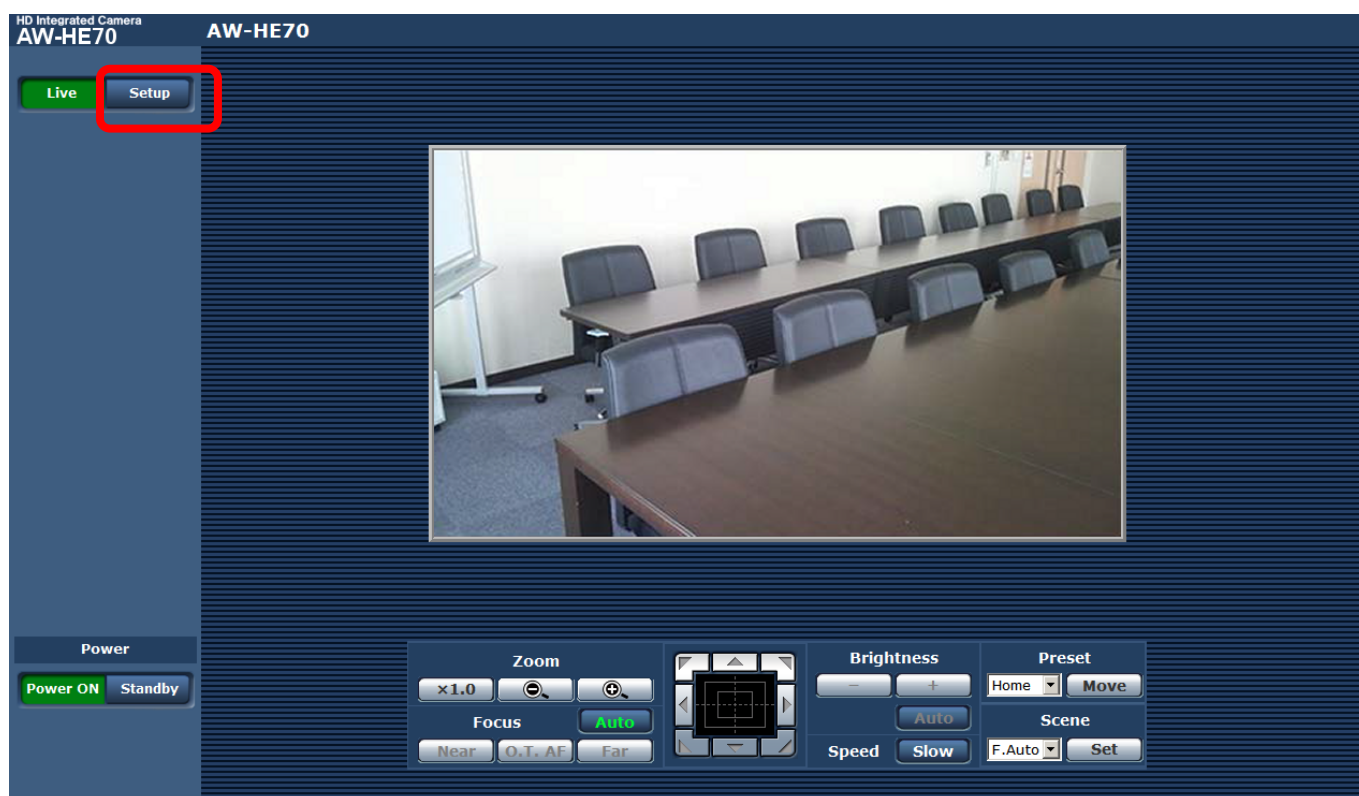 HD Integrated Camera
AW-HE70
AW-HE70
Live Setup
Power
Power ON Standby
Zoom
×1.0
Focus Auto
Near O.T. AF Far
Brightness
− +
Auto
Speed Slow
Preset
Home Move
Scene
F.Auto Set